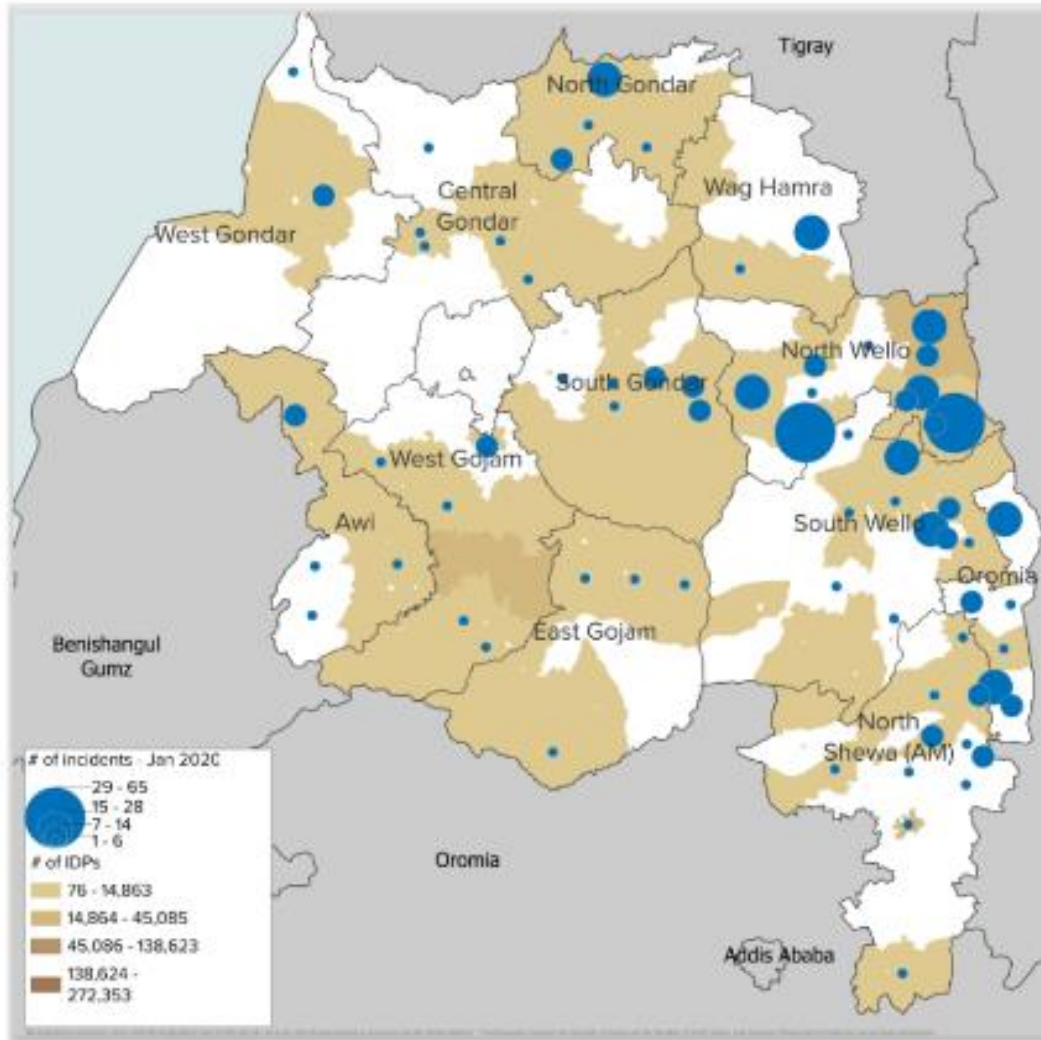 Tigray
North Gondar
Wag Hamra
Central
Gondar
West Gondar
North Wello
South Gondar
West Gojam
Awi
South Wello
Oromia
East Gojam
Benishangul
Gumz
North
Shewa (AM)
# of Incidents - Jan 2020
29 - 65
15 - 28
7 - 14
1 - 6
# of IDPs
76 - 14,863
14,864 - 45,085
45,086 - 138,623
138,624 -
272,353
Oromia
Addis Ababa